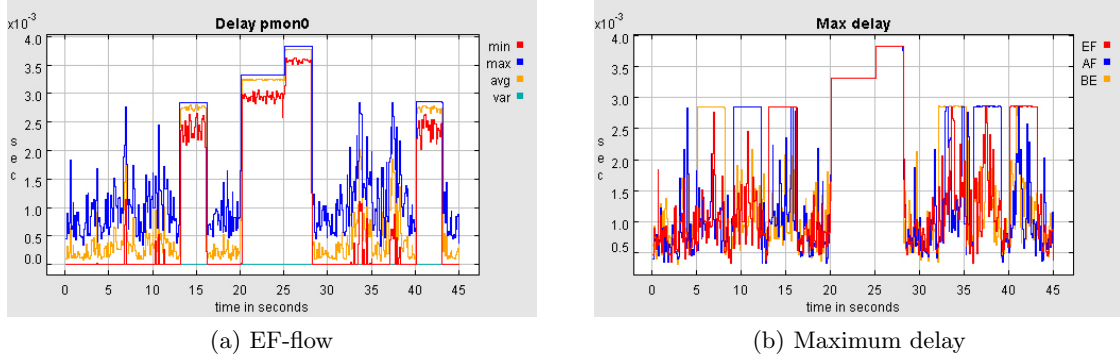 Delay pmon0
x10
-3
4.0
3.5
3.0
2.5
2.0
1.5
1.0
0.5
0.0
s
e
c
0 5 10 15 20 25 30 35 40 45
time in seconds
min
max
avg
var
(a) EF-flow
Max delay
x10
-3
4.0
3.5
3.0
2.5
2.0
1.5
1.0
0.5
s
e
c
0 5 10 15 20 25 30 35 40 45
time in seconds
EF
AF
BE
(b) Maximum delay